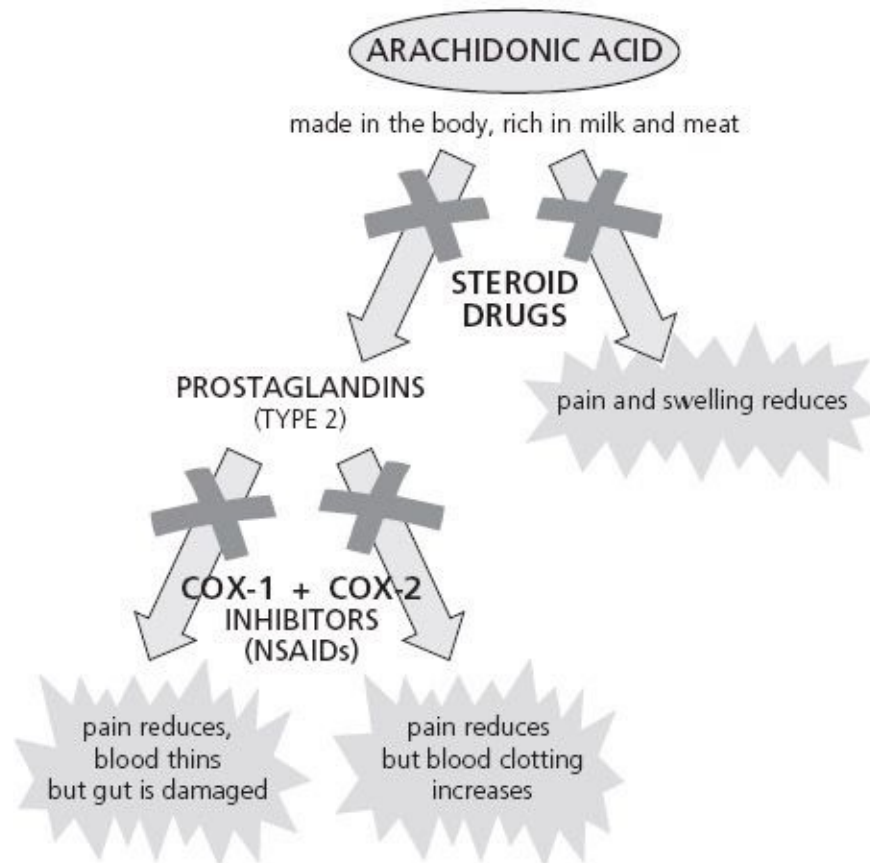 ARACHIDONIC ACID
made in the body, rich in milk and meat
STEROID
DRUGS
PROSTAGLANDINS
(TYPE 2)
pain and swelling reduces
COX-1 + COX-2
INHIBITORS
(NSAIDs)
pain reduces,
blood thins
but gut is damaged
pain reduces
but blood clotting
increases